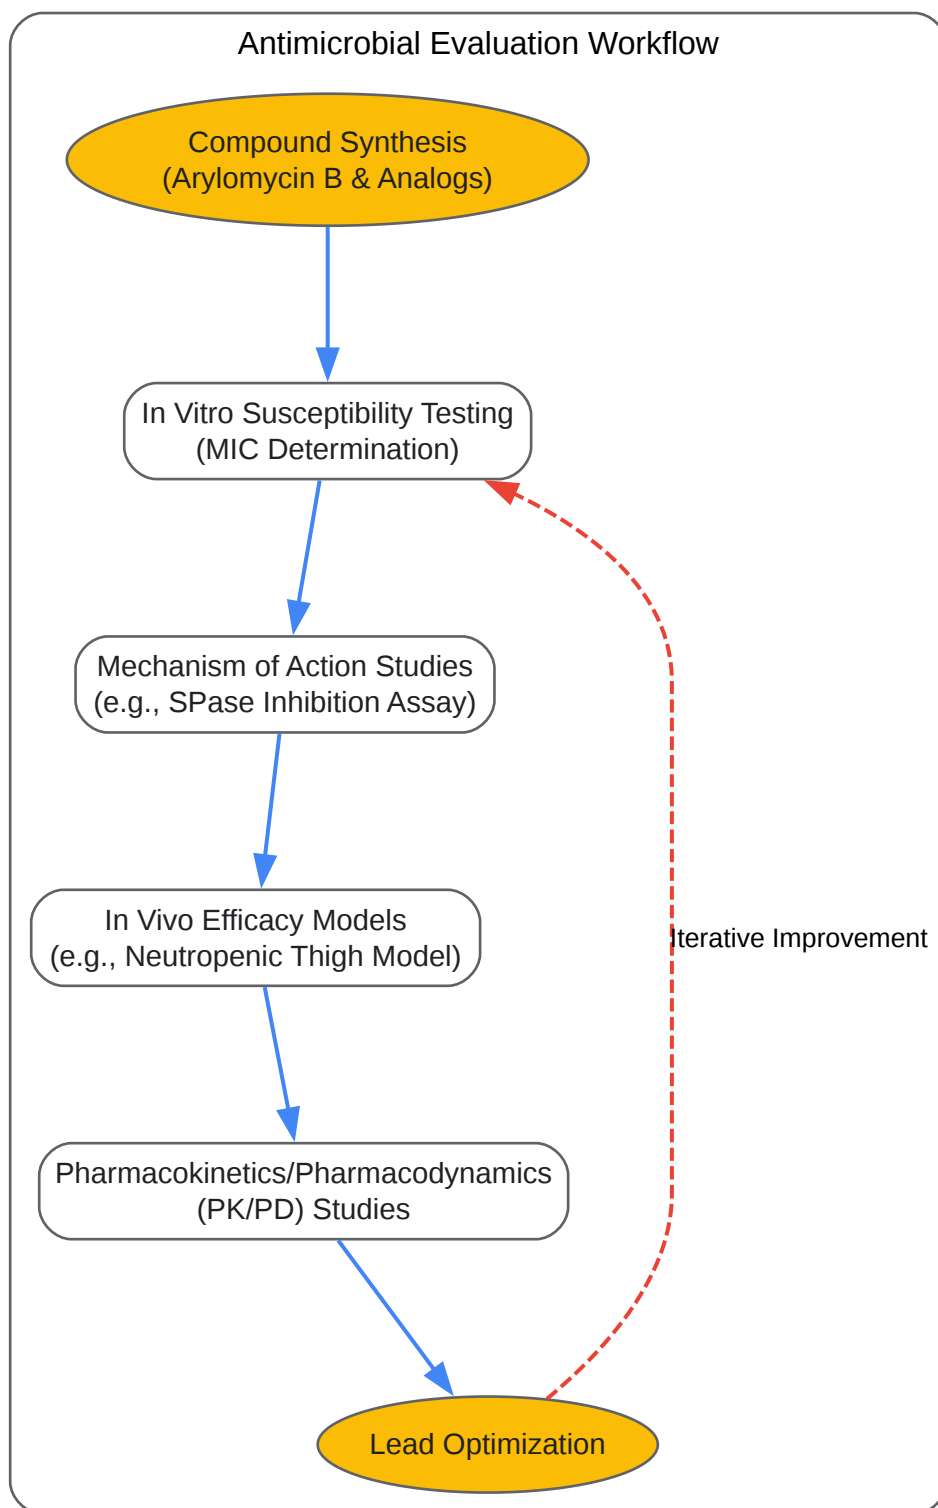 Antimicrobial Evaluation Workflow
Compound Synthesis
(Arylomycin B & Analogs)
In Vitro Susceptibility Testing
(MIC Determination)
Mechanism of Action Studies
(e.g., SPase Inhibition Assay)
In Vivo Efficacy Models
(e.g., Neutropenic Thigh Model)
Iterative Improvement
Pharmacokinetics/Pharmacodynamics
(PK/PD) Studies
Lead Optimization